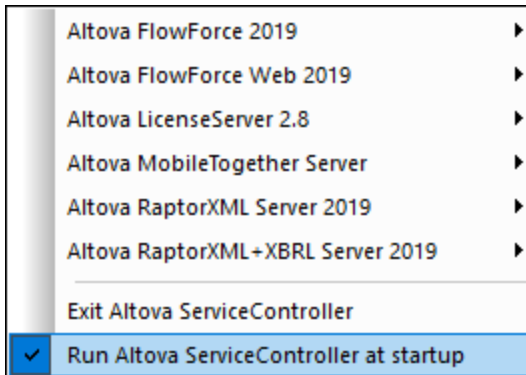 Altova FlowForce 2019
Altova FlowForce Web 2019
Altova LicenseServer 2.8
Altova MobileTogether Server
Altova RaptorXML Server 2019
Altova RaptorXML+XBRL Server 2019
Exit Altova ServiceController
Run Altova ServiceController at startup